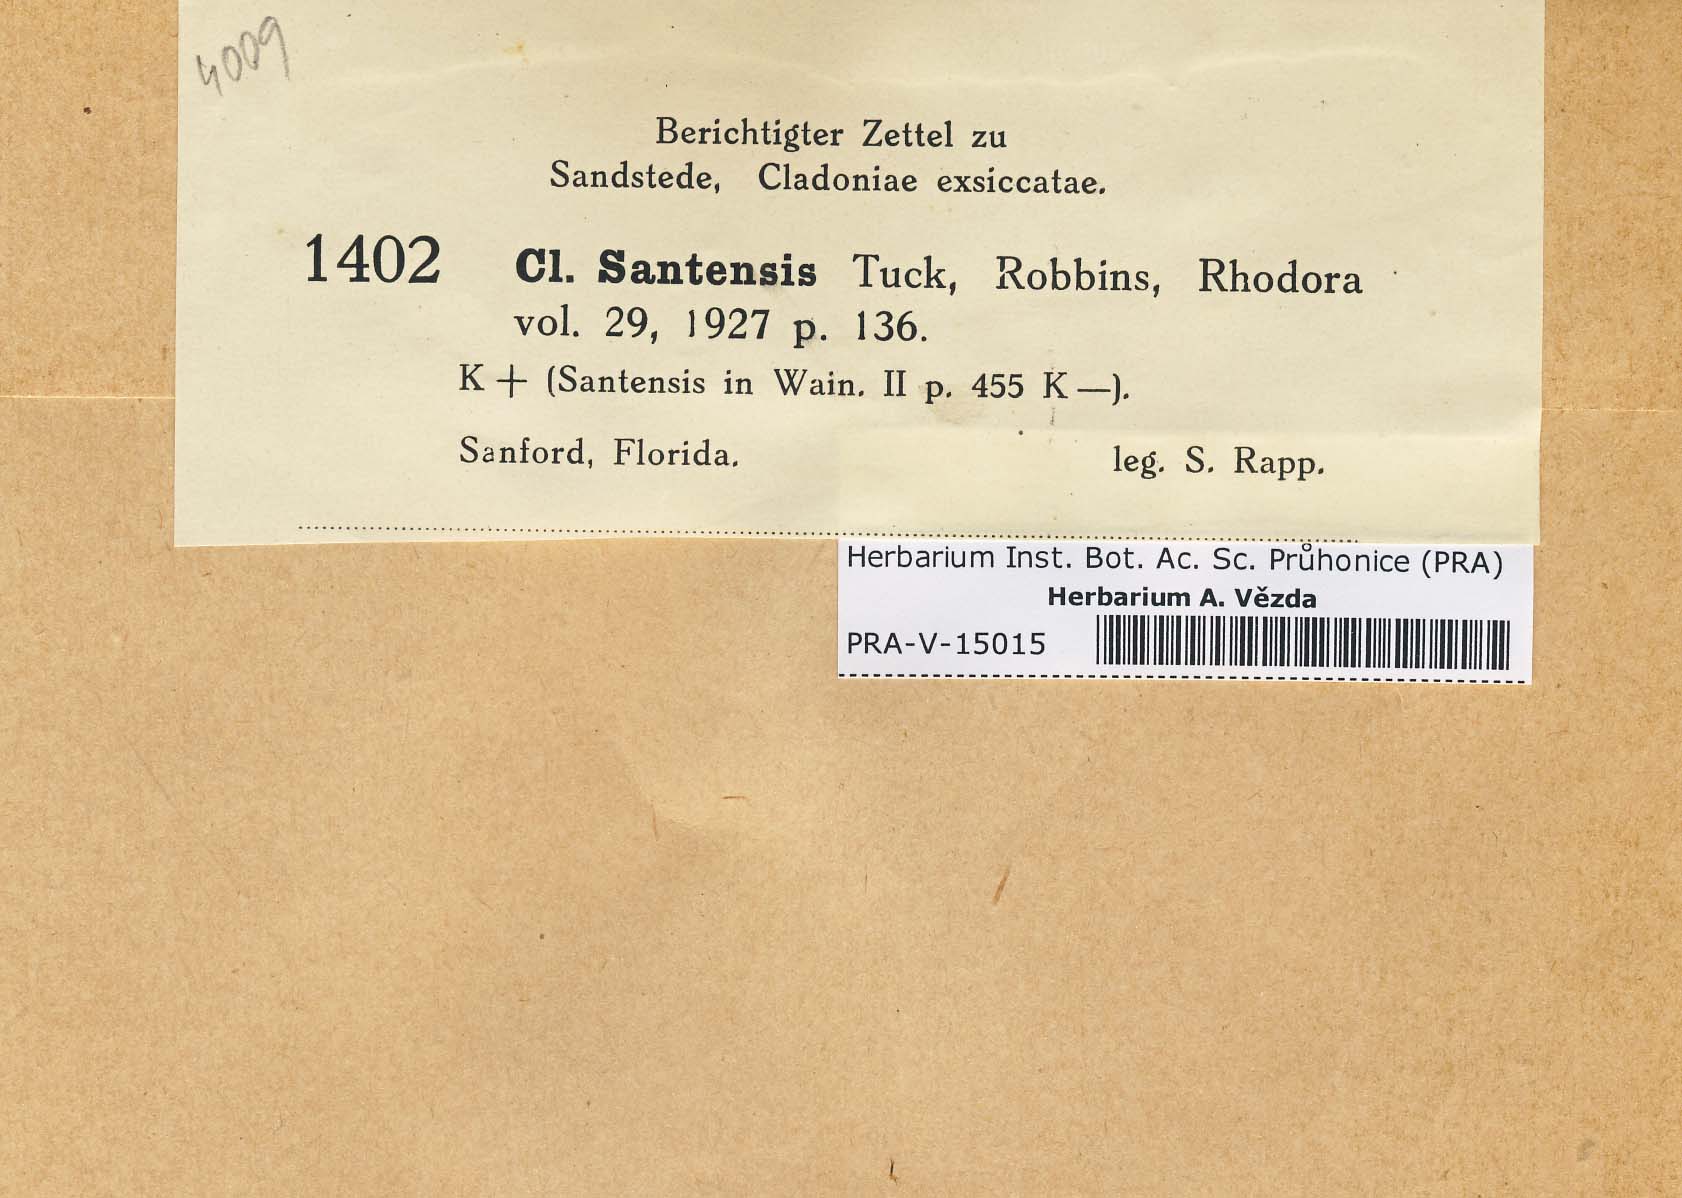 4009
Berichtigter Zettel zu
Sandstede, Cladoniae exsiccatae.
1402 Cl. Santensis Tuck, Robbins, Rhodora
vol. 29, 1927 p. 136.
K + (Santensis in Wain. II p. 455 K —).
Sanford, Florida. leg. S. Rapp.
Herbarium Inst. Bot. Ac. Sc. Průhonice (PRA)
Herbarium A. Vězda
PRA-V-15015